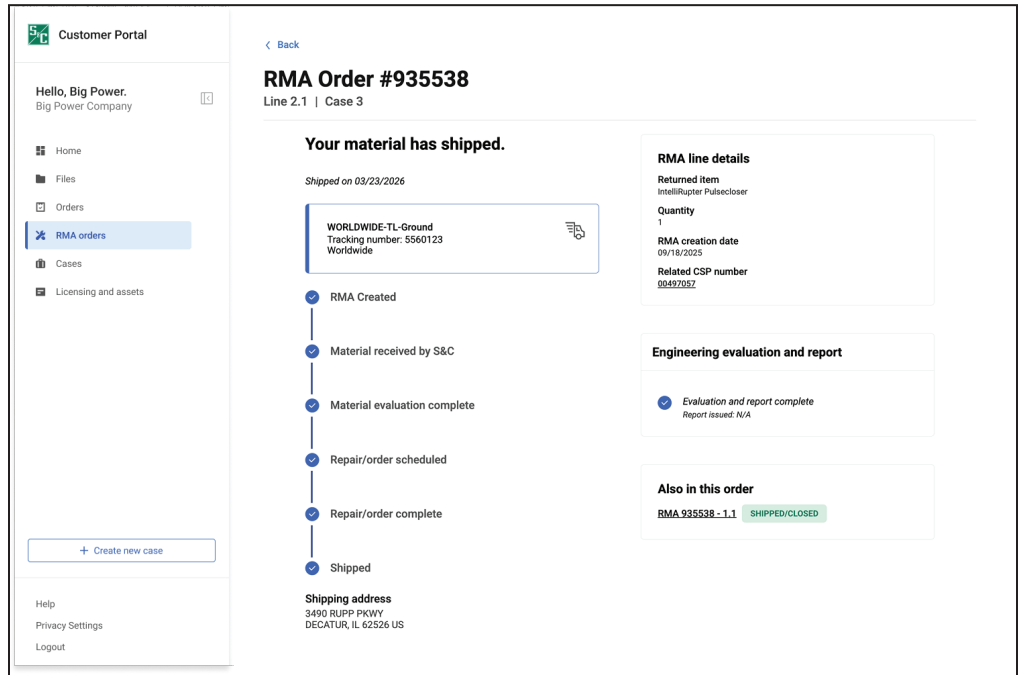 S&C Customer Portal
Hello, Big Power.
Big Power Company
Home
Files
Orders
RMA orders
Cases
Licensing and assets
+ Create new case
Help
Privacy Settings
Logout
Back
RMA Order #935538
Line 2.1 | Case 3
Your material has shipped.
Shipped on 03/23/2026
WORLDWIDE-TL-Ground
Tracking number: 5560123
Worldwide
RMA Created
Material received by S&C
Material evaluation complete
Repair/order scheduled
Repair/order complete
Shipped
Shipping address
3490 RUPP PKWY
DECATUR, IL 62526 US
RMA line details
Returned item
IntelliRupter Pulsecloser
Quantity
1
RMA creation date
09/18/2025
Related CSP number
00497057
Engineering evaluation and report
Evaluation and report complete
Report issued: N/A
Also in this order
RMA 935538 - 1.1 SHIPPED/CLOSED